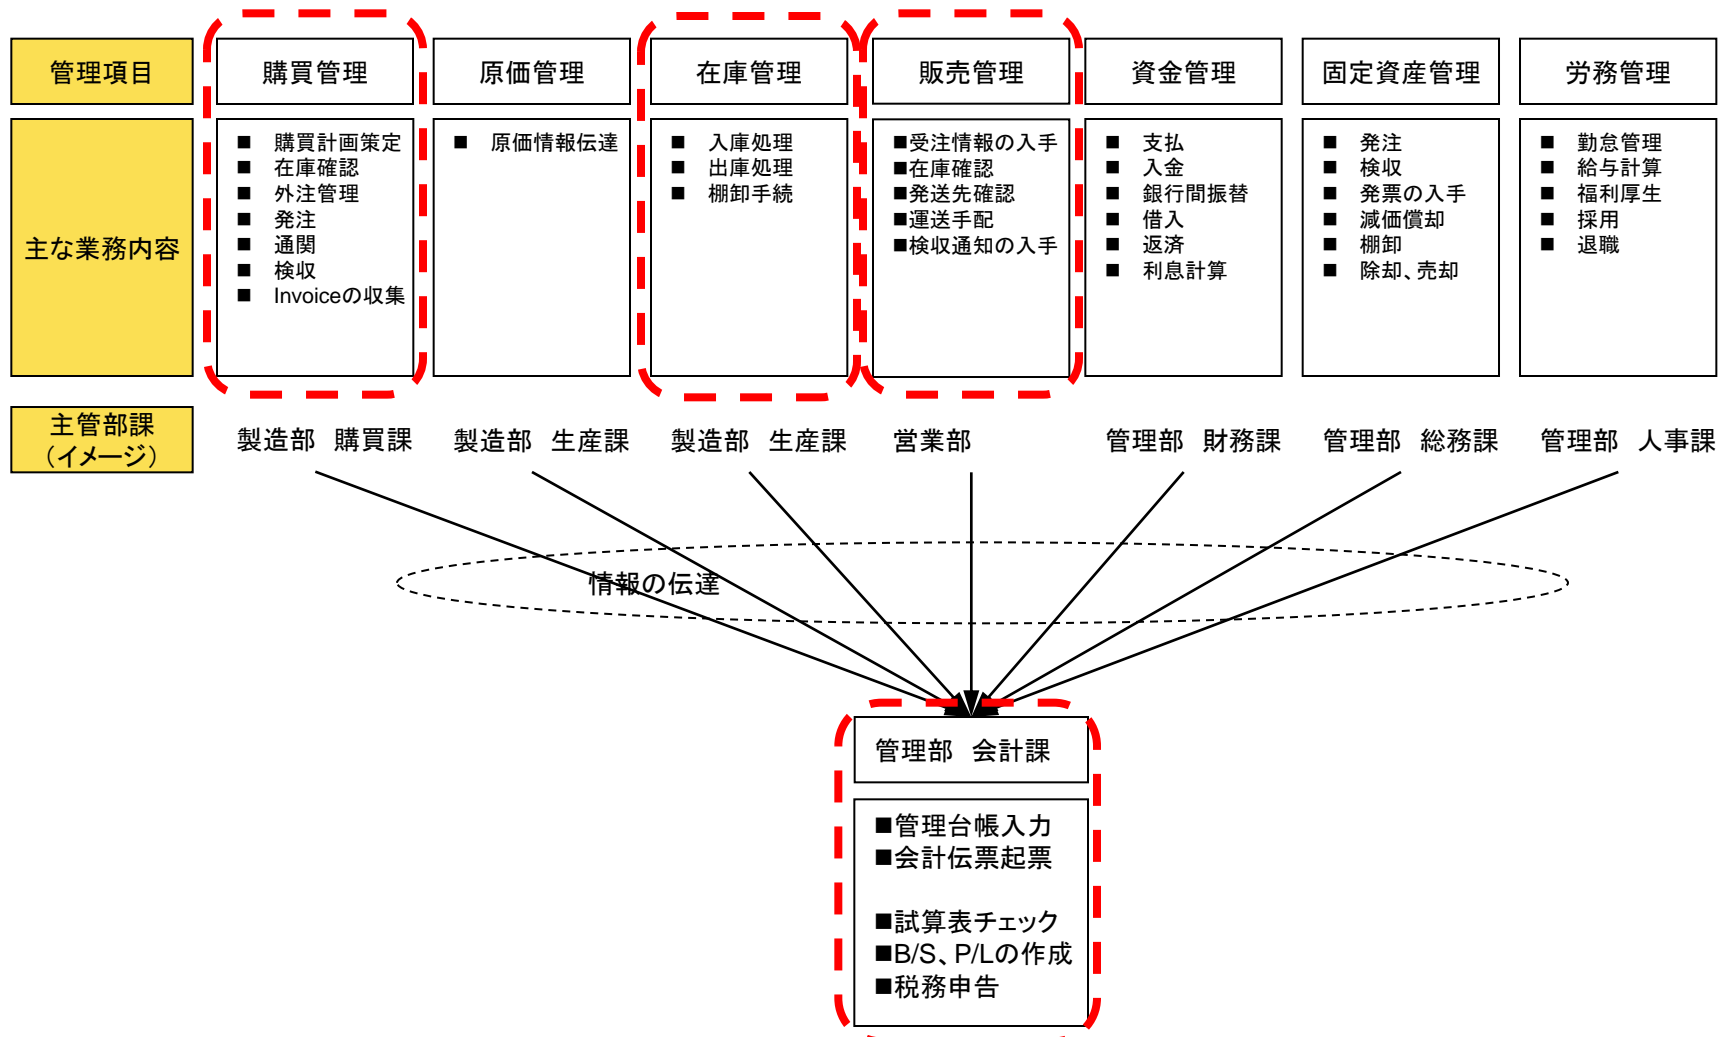 管理項目
購買管理
原価管理
在庫管理
販売管理
資金管理
固定資産管理
労務管理
主な業務内容
■ 購買計画策定
■ 在庫確認
■ 外注管理
■ 発注
■ 通関
■ 検収
■ Invoiceの収集
■ 原価情報伝達
■ 入庫処理
■ 出庫処理
■ 棚卸手続
■受注情報の入手
■在庫確認
■発送先確認
■運送手配
■検収通知の入手
■ 支払
■ 入金
■ 銀行間振替
■ 借入
■ 返済
■ 利息計算
■ 発注
■ 検収
■ 発票の入手
■ 減価償却
■ 棚卸
■ 除却、売却
■ 勤怠管理
■ 給与計算
■ 福利厚生
■ 採用
■ 退職
主管部課
（イメージ）
製造部　購買課
製造部　生産課
製造部　生産課
営業部
管理部　財務課
管理部　総務課
管理部　人事課
情報の伝達
管理部　会計課
■管理台帳入力
■会計伝票起票
■試算表チェック
■B/S、P/Lの作成
■税務申告